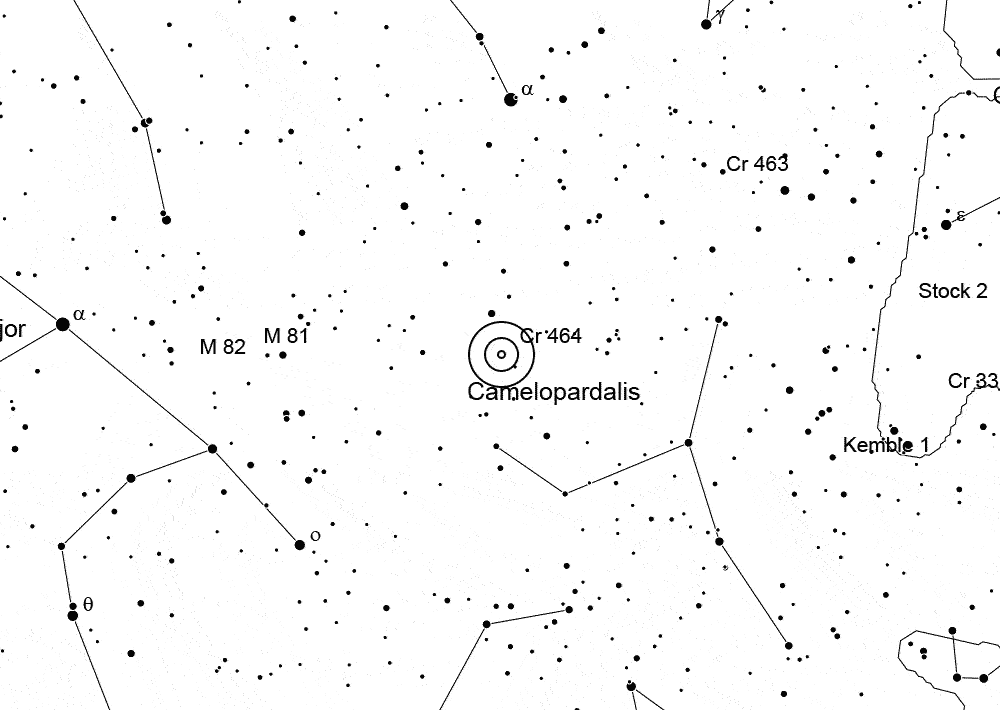 γ
α
C
Cr 463
ε
Stock 2
α
jor
M 82
M 81
Cr 464
Camelopardalis
Cr 33
Kemble 1
ο
θ